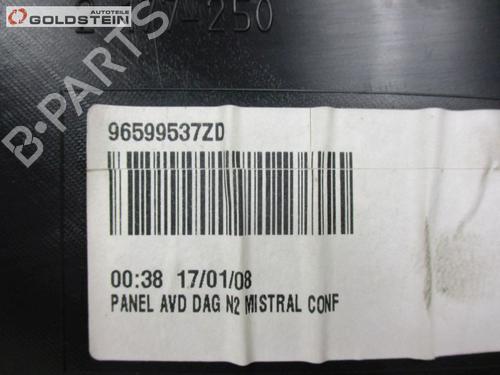 AUTOTEILE
GOLDSTEIN
B-PARTS
96599537ZD
00:38 17/01/08
PANEL AVD DAG N2 MISTRAL CONF